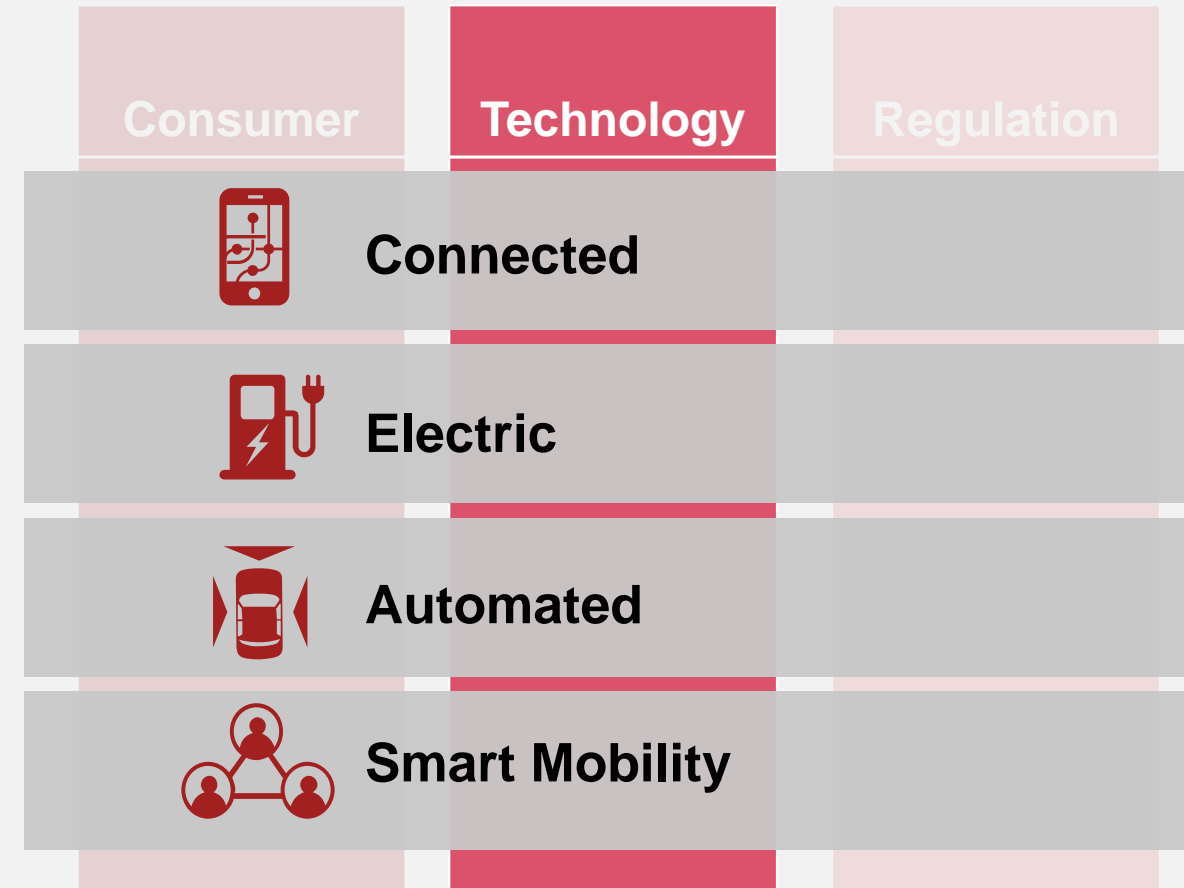 Consumer
Technology
Regulation
Connected
Electric
Automated
Smart Mobility